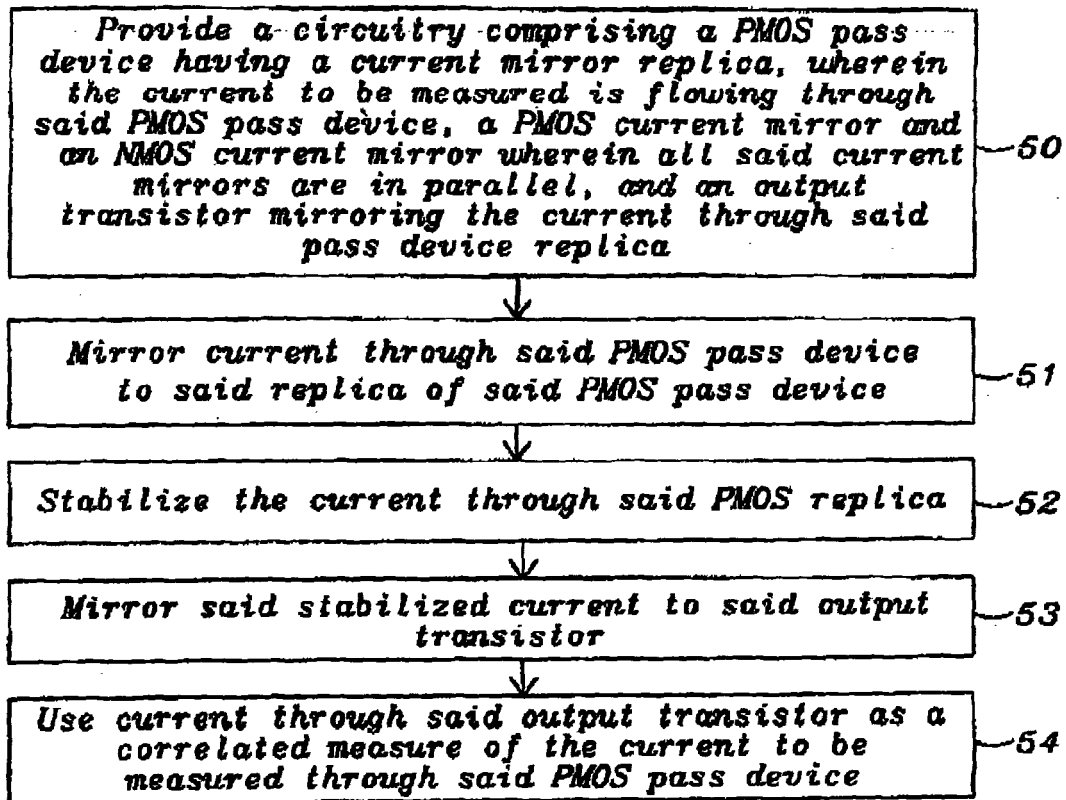 Provide a circuitry comprising a PMOS pass
device having a current mirror replica, wherein
the current to be measured is flowing through
said PMOS pass device, a PMOS current mirror and
an NMOS current mirror wherein all said current
mirrors are in parallel, and an output
transistor mirroring the current through said
pass device replica
50
Mirror current through said PMOS pass device
to said replica of said PMOS pass device
51
Stabilize the current through said PMOS replica
52
Mirror said stabilized current to said output
transistor
53
Use current through said output transistor as a
correlated measure of the current to be
measured through said PMOS pass device
54